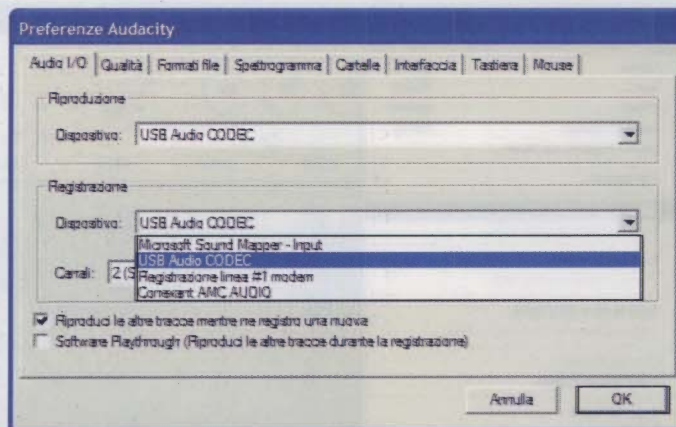 Preferenze Audacity
Audio I/O Qualità Formati file Spettrogramma Cartelle Interfaccia Tastiera Mouse
Riproduzione
Dispositivo: USB Audio CODEC
Registrazione
Dispositivo: USB Audio CODEC
Microsoft Sound Mapper - Input
USB Audio CODEC
Canali: 2 (S
Registrazione linea #1 modem
Conexant AMC AUDIO
Riproduci le altre tracce mentre ne registro una nuova
Software Playthrough (Riproduci le altre tracce durante la registrazione)
Annulla OK